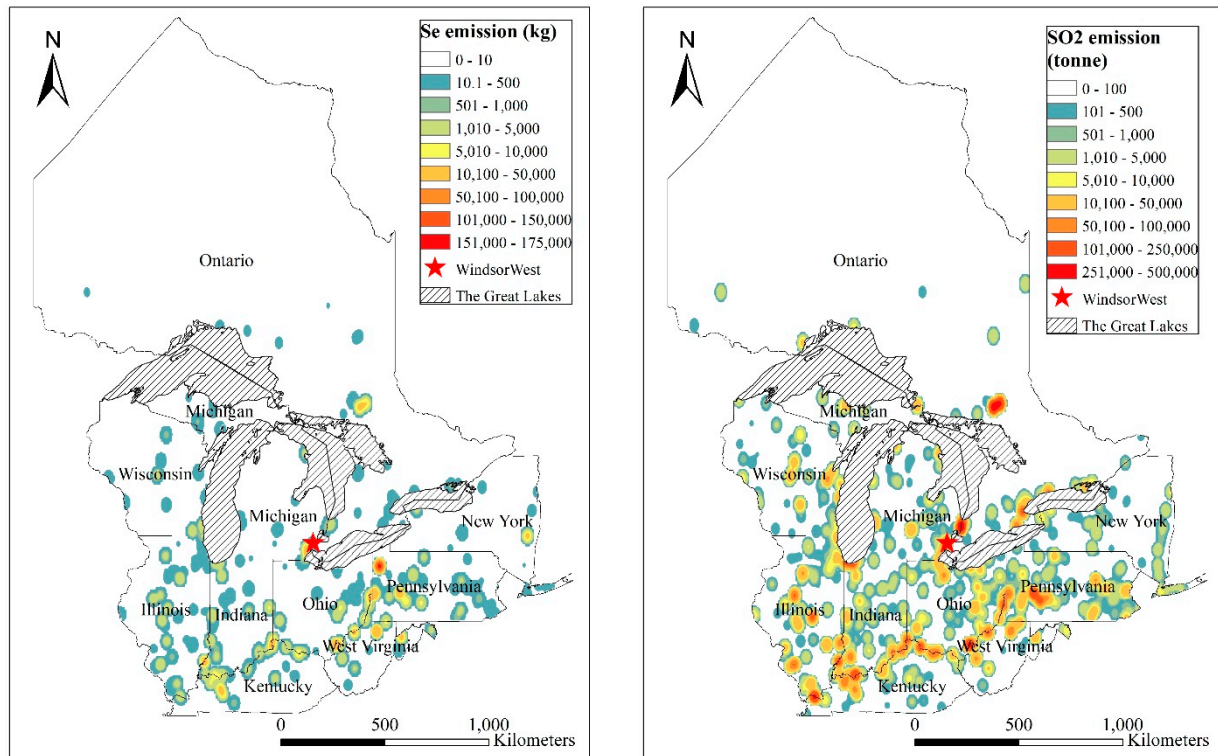 N
Se emission (kg)
0 - 10
10.1 - 500
501 - 1,000
1,010 - 5,000
5,010 - 10,000
10,100 - 50,000
50,100 - 100,000
101,000 - 150,000
151,000 - 175,000
WindsorWest
The Great Lakes
Ontario
Michigan
Wisconsin
Michigan
New York
Illinois
Indiana
Ohio
Pennsylvania
West Virginia
Kentucky
0 500 1,000
Kilometers
N
SO2 emission
(tonne)
0 - 100
101 - 500
501 - 1,000
1,010 - 5,000
5,010 - 10,000
10,100 - 50,000
50,100 - 100,000
101,000 - 250,000
251,000 - 500,000
WindsorWest
The Great Lakes
Ontario
Michigan
Wisconsin
Michigan
New York
Illinois
Indiana
Ohio
Pennsylvania
West Virginia
Kentucky
0 500 1,000
Kilometers